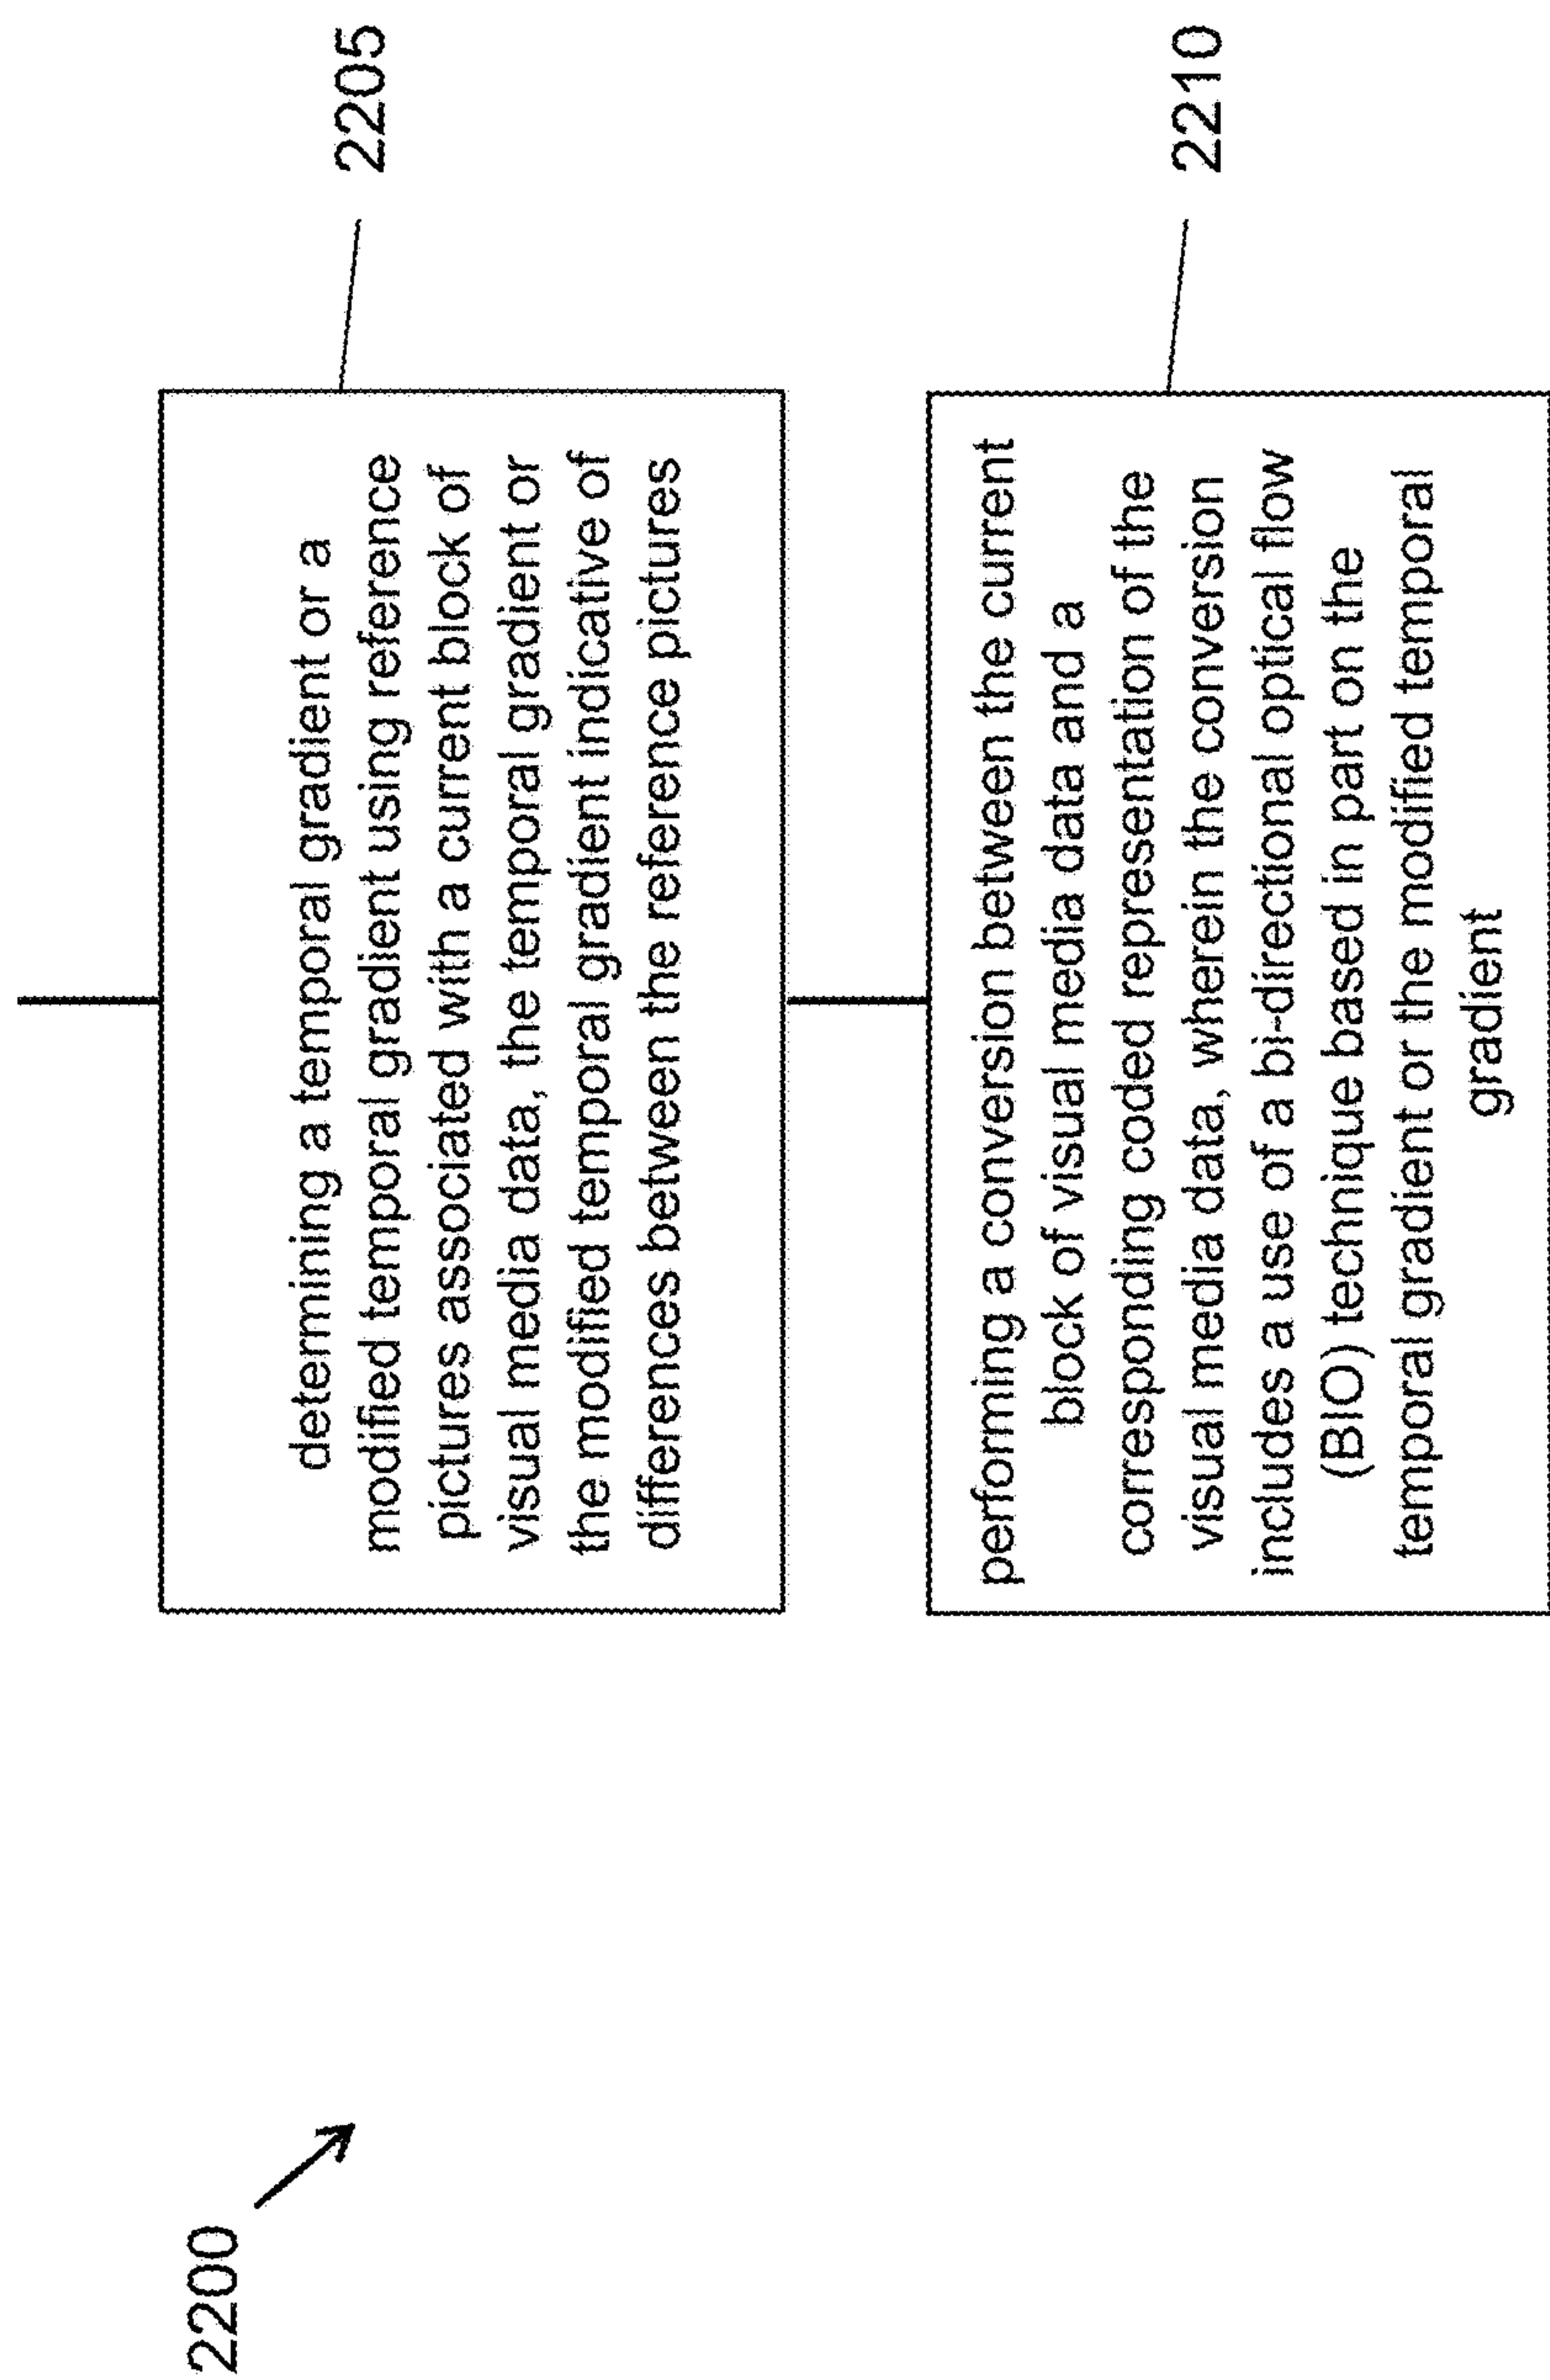 2200
2205
determining a temporal gradient or a
modified temporal gradient using reference
pictures associated with a current block of
visual media data, the temporal gradient or
the modified temporal gradient indicative of
differences between the reference pictures
2210
performing a conversion between the current
block of visual media data and a
corresponding coded representation of the
visual media data, wherein the conversion
includes a use of a bi-directional optical flow
(BIO) technique based in part on the
temporal gradient or the modified temporal
gradient